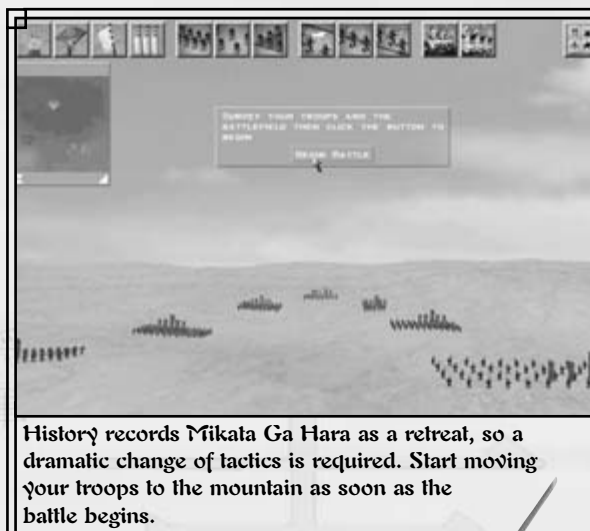 SURVEY YOUR TROOPS AND THE
BATTLEFIELD THEN CLICK THE BUTTON TO
BEGIN
BEGIN BATTLE
History records Mikata Ga Hara as a retreat, so a
dramatic change of tactics is required. Start moving
your troops to the mountain as soon as the
battle begins.